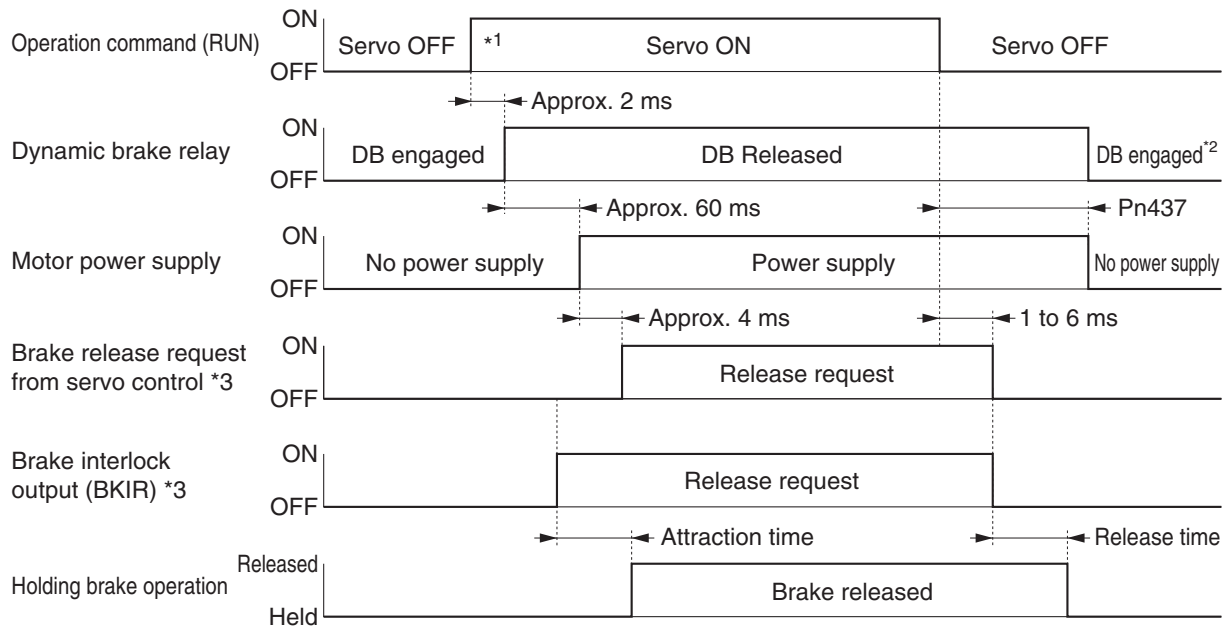 ON
Operation command (RUN)
Servo OFF *1 Servo ON Servo OFF
OFF
Approx. 2 ms
ON
Dynamic brake relay
DB engaged DB Released DB engaged*2
OFF
Approx. 60 ms Pn437
ON
Motor power supply
No power supply Power supply No power supply
OFF
Approx. 4 ms 1 to 6 ms
ON
Brake release request
from servo control *3
Release request
OFF
ON
Brake interlock
output (BKIR) *3
Release request
OFF
Attraction time Release time
Released
Holding brake operation
Brake released
Held